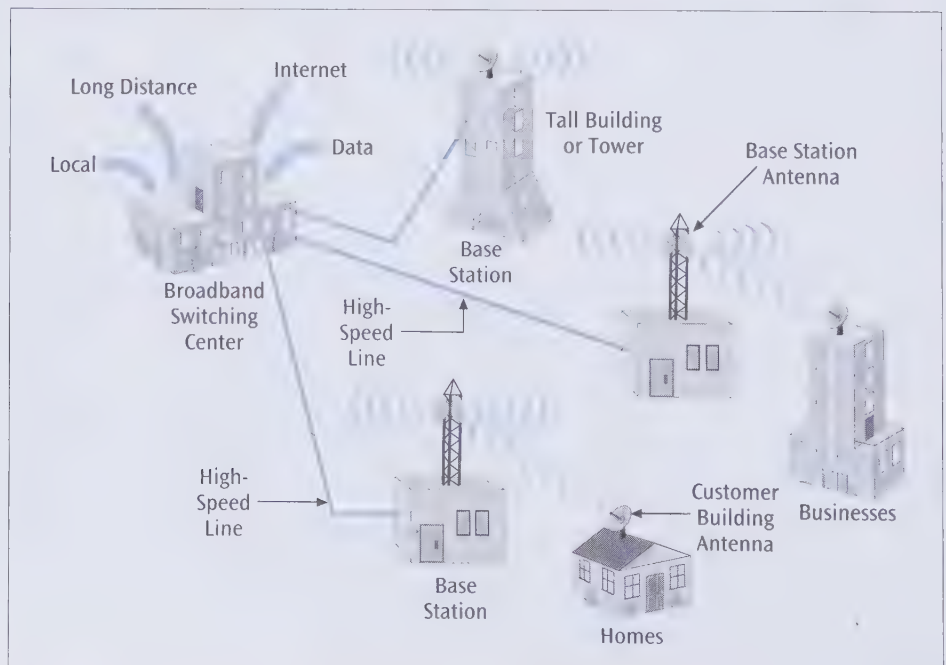 Internet
Long Distance
Local
Data
Tall Building
or Tower
Base Station
Antenna
Base
Station
Broadband
Switching
Center
High-
Speed
Line
High-
Speed
Line
Customer
Building
Antenna
Businesses
Base
Station
Homes